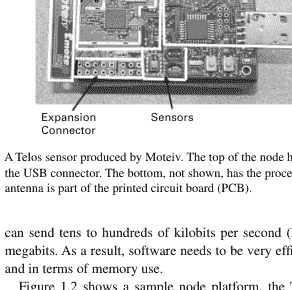 Moteiv
Expansion
Connector
Sensors
A Telos sensor produced by Moteiv. The top of the node h
the USB connector. The bottom, not shown, has the proce
antenna is part of the printed circuit board (PCB).
can send tens to hundreds of kilobits per second (
megabits. As a result, software needs to be very effi
and in terms of memory use.
Figure 1.2 shows a sample node platform, the T